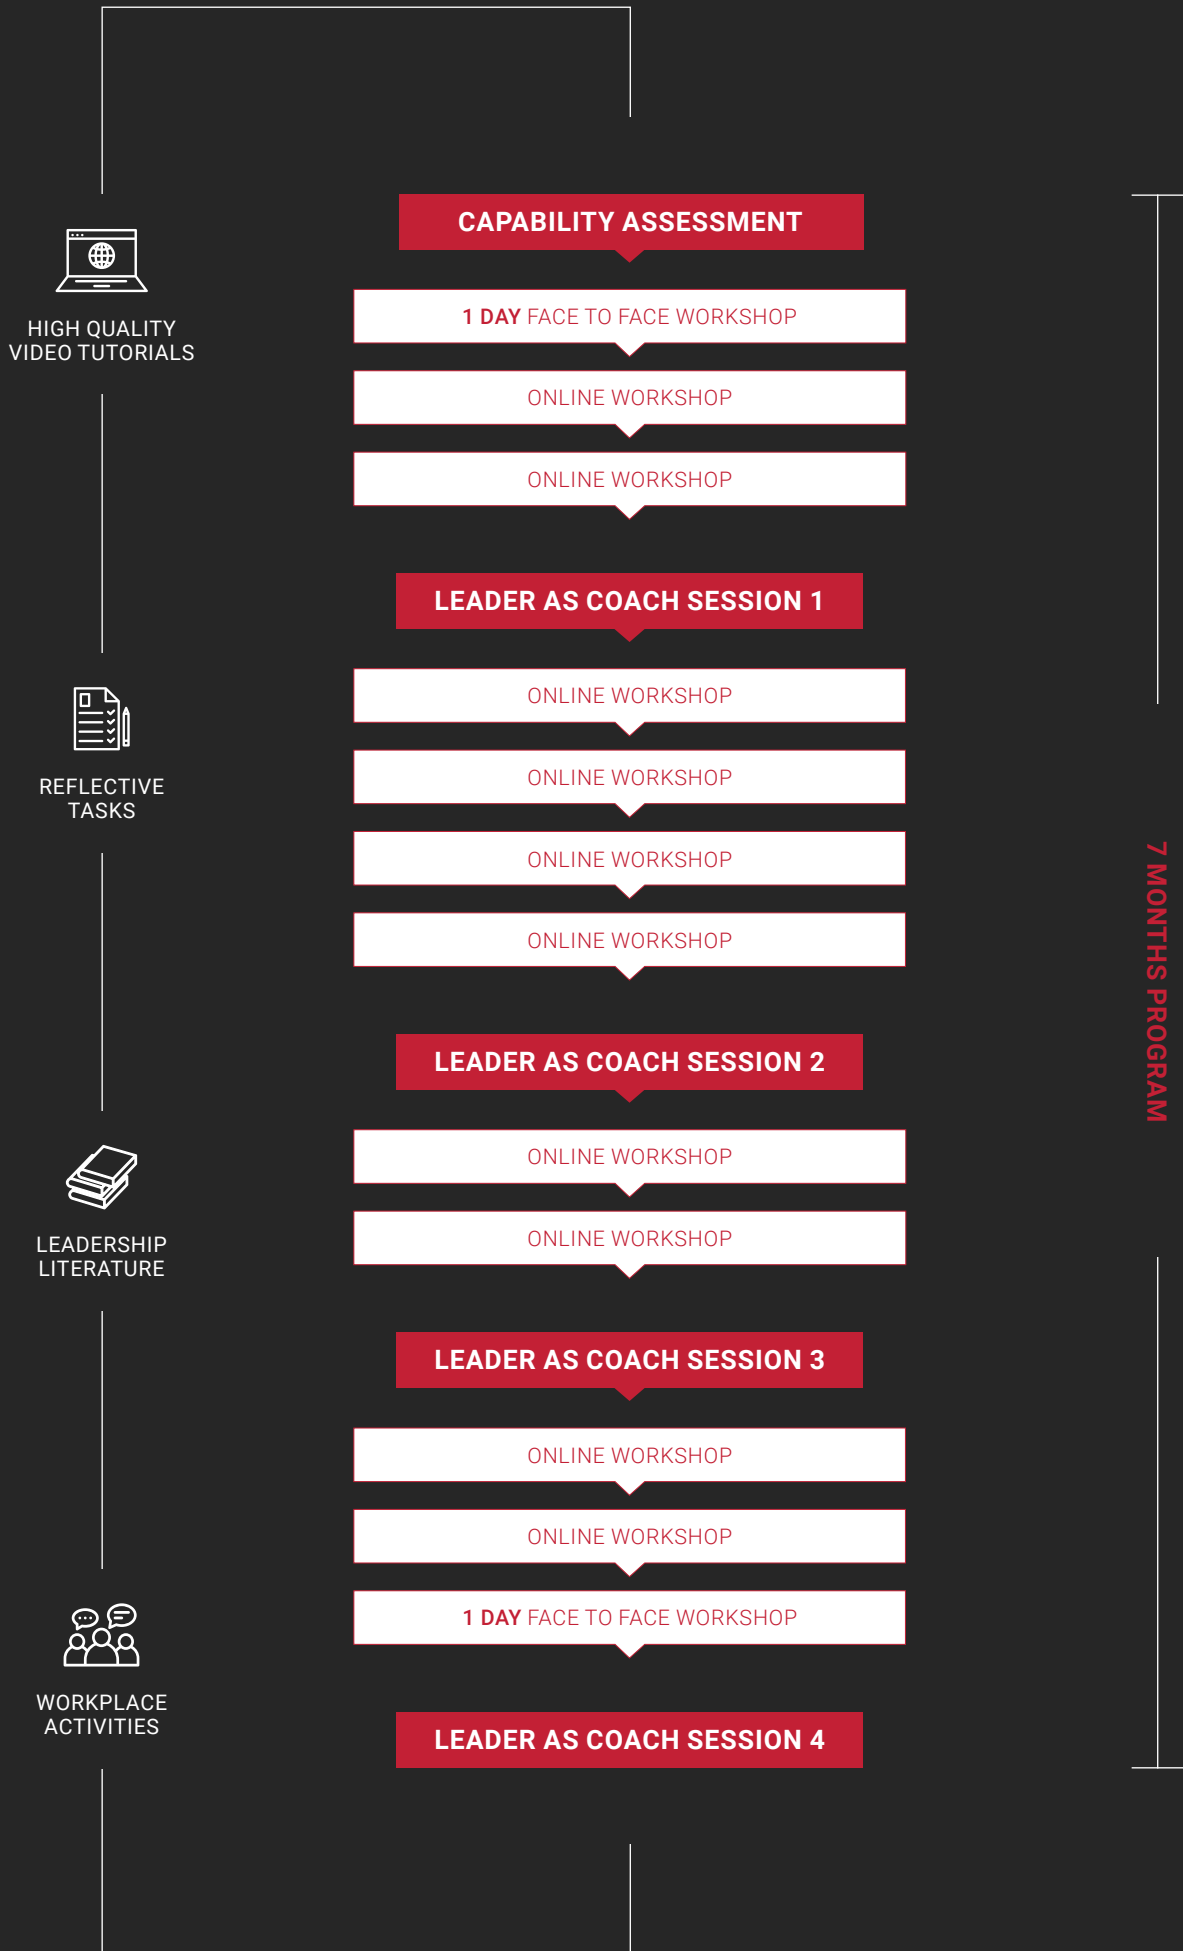 CAPABILITY ASSESSMENT
1 DAY FACE TO FACE WORKSHOP
ONLINE WORKSHOP
ONLINE WORKSHOP
LEADER AS COACH SESSION 1
ONLINE WORKSHOP
ONLINE WORKSHOP
ONLINE WORKSHOP
ONLINE WORKSHOP
LEADER AS COACH SESSION 2
ONLINE WORKSHOP
ONLINE WORKSHOP
LEADER AS COACH SESSION 3
ONLINE WORKSHOP
ONLINE WORKSHOP
1 DAY FACE TO FACE WORKSHOP
LEADER AS COACH SESSION 4
HIGH QUALITY
VIDEO TUTORIALS
REFLECTIVE
TASKS
LEADERSHIP
LITERATURE
WORKPLACE
ACTIVITIES
7 MONTHS PROGRAM